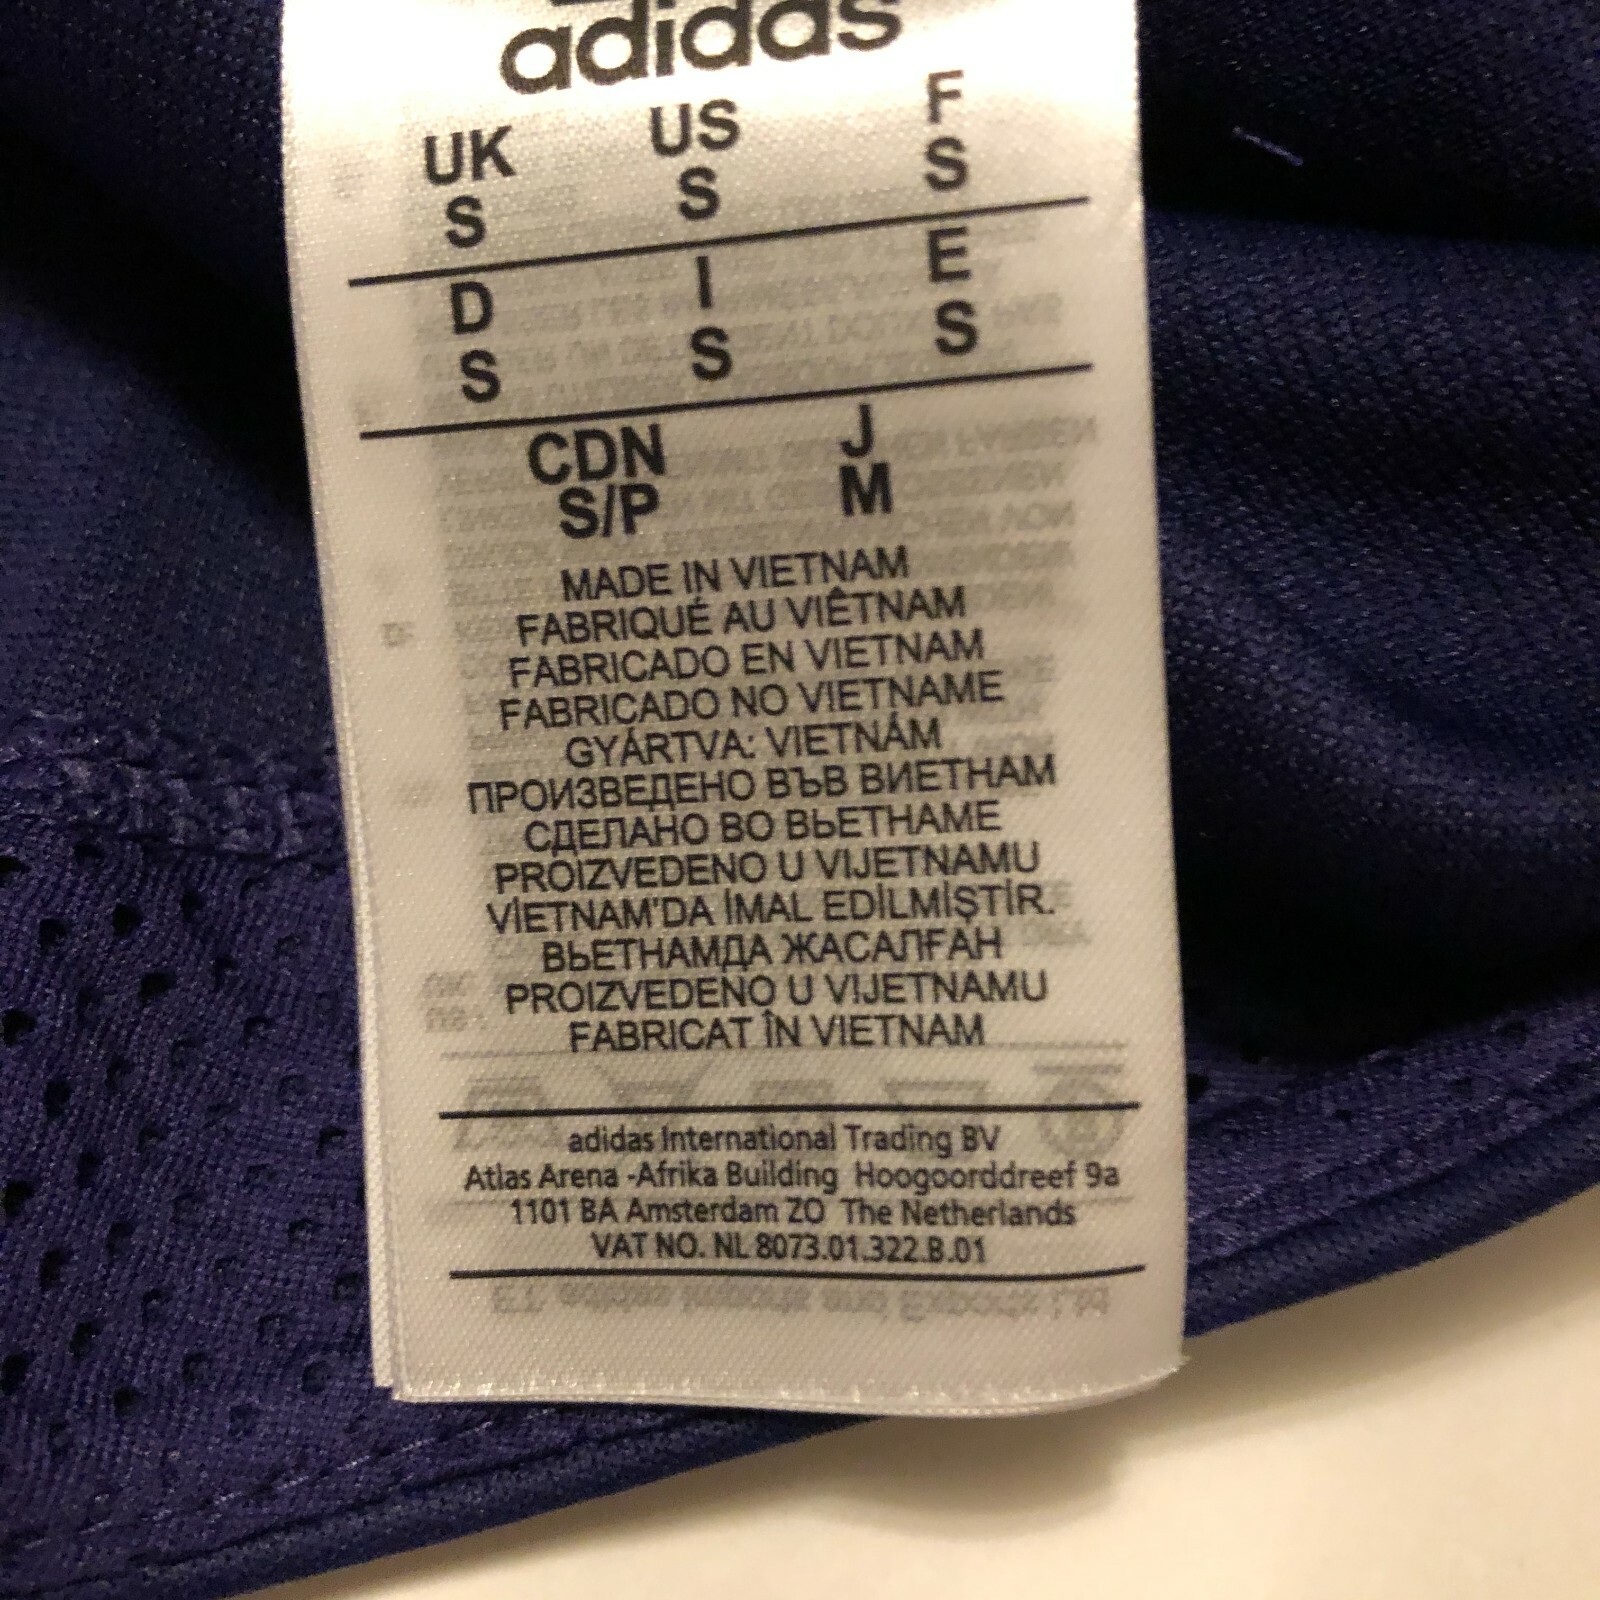 adidas
UK US F
S S S
D I E
S S S
CDN J
S/P M
MADE IN VIETNAM
FABRIQUÉ AU VIÊTNAM
FABRICADO EN VIETNAM
FABRICADO NO VIETNAME
GYÁRTVA: VIETNÁM
ПРОИЗВЕДЕНО ВЪВ ВИЕТНАМ
СДЕЛАНО ВО ВЬЕТНАМЕ
PROIZVEDENO U VIJETNAMU
VİETNAM'DA İMAL EDİLMİŞTİR.
ВЬЕТНАМДА ЖАСАЛҒАН
PROIZVEDENO U VIJETNAMU
FABRICAT ÎN VIETNAM
adidas International Trading BV
Atlas Arena -Afrika Building Hoogoorddreef 9a
1101 BA Amsterdam ZO The Netherlands
VAT NO. NL 8073.01.322.B.01